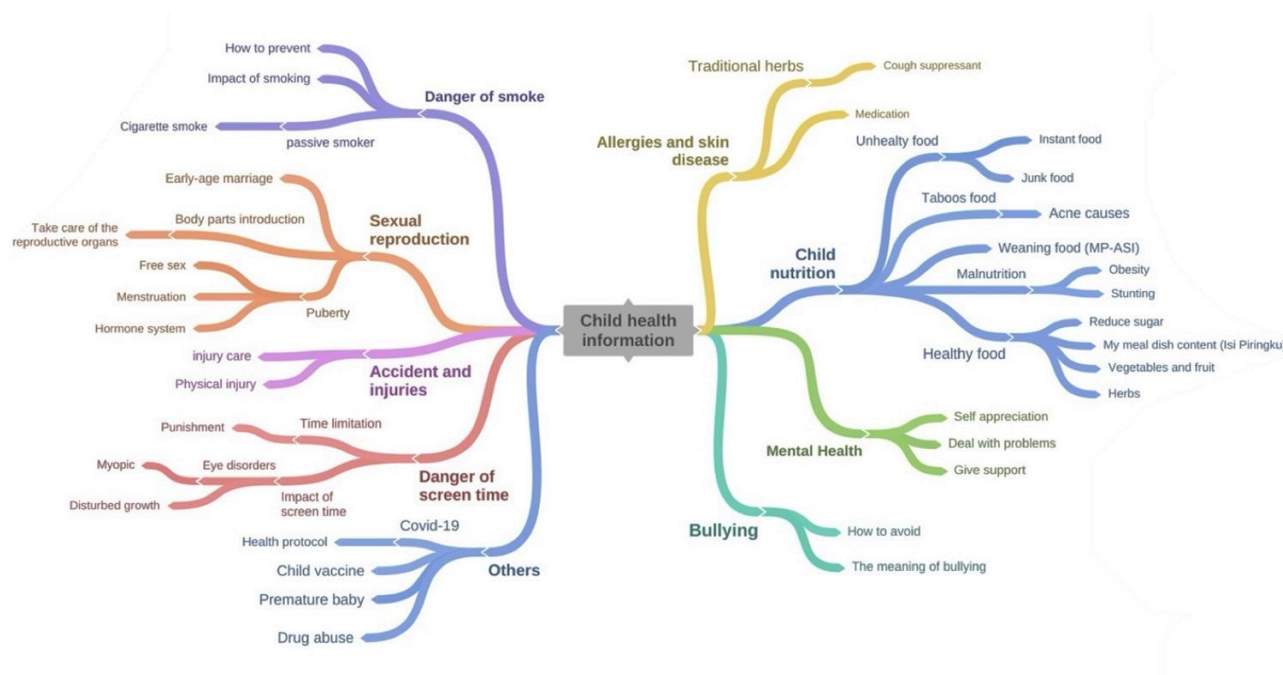 How to prevent
Impact of smoking
Cigarette smoke
passive smoker
Danger of smoke
Early-age marriage
Body parts introduction
Take care of the
reproductive organs
Free sex
Menstruation
Hormone system
Puberty
Sexual
reproduction
injury care
Physical injury
Accident and
injuries
Punishment
Time limitation
Myopic
Eye disorders
Disturbed growth
Impact of
screen time
Danger of
screen time
Covid-19
Health protocol
Child vaccine
Premature baby
Drug abuse
Others
Child health
information
Traditional herbs
Cough suppressant
Medication
Allergies and skin
disease
Unhealty food
Instant food
Junk food
Taboos food
Acne causes
Weaning food (MP-ASI)
Child
nutrition
Malnutrition
Obesity
Stunting
Healthy food
Reduce sugar
My meal dish content (Isi Piringku
Vegetables and fruit
Herbs
Self appreciation
Deal with problems
Give support
Mental Health
Bullying
How to avoid
The meaning of bullying